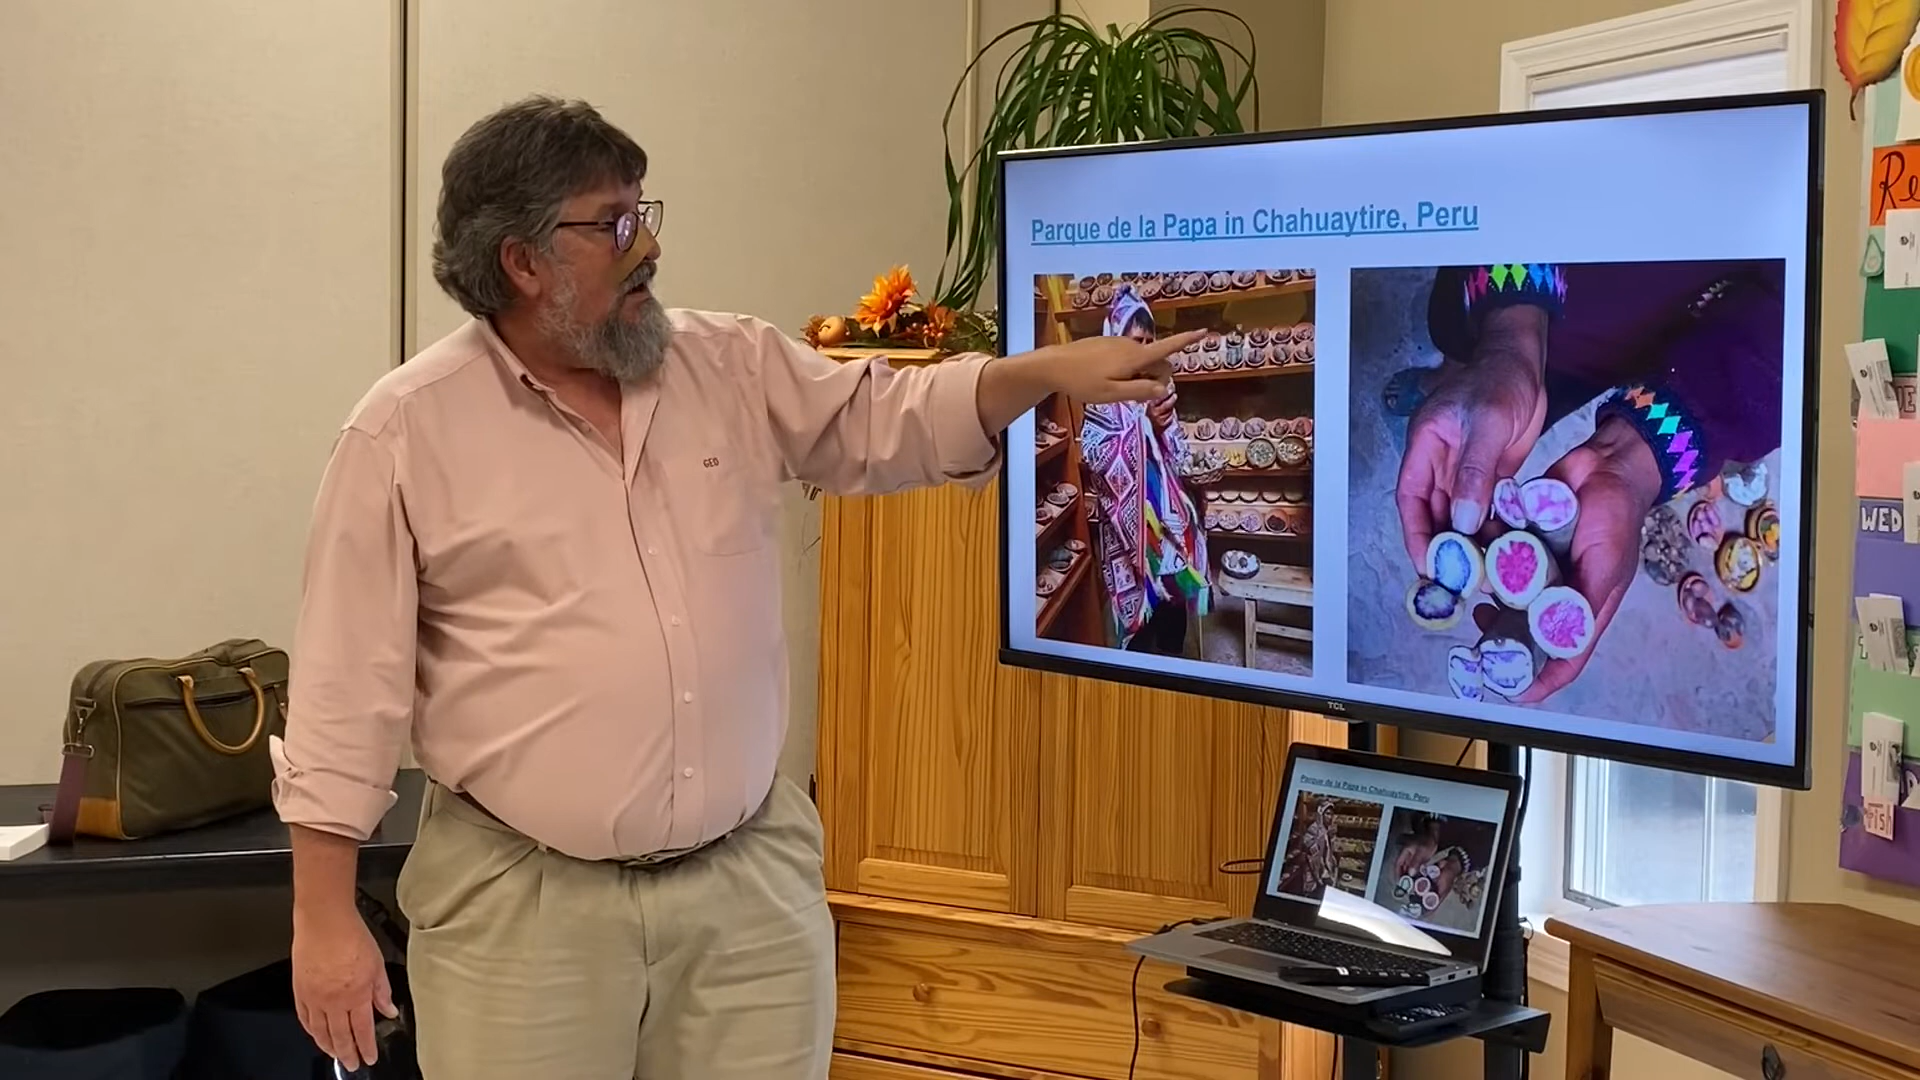 Parque de la Papa in Chahuaytire, Peru
GEO
TCL
Parque de la Papa in Chahuaytire, Peru
Re
WED